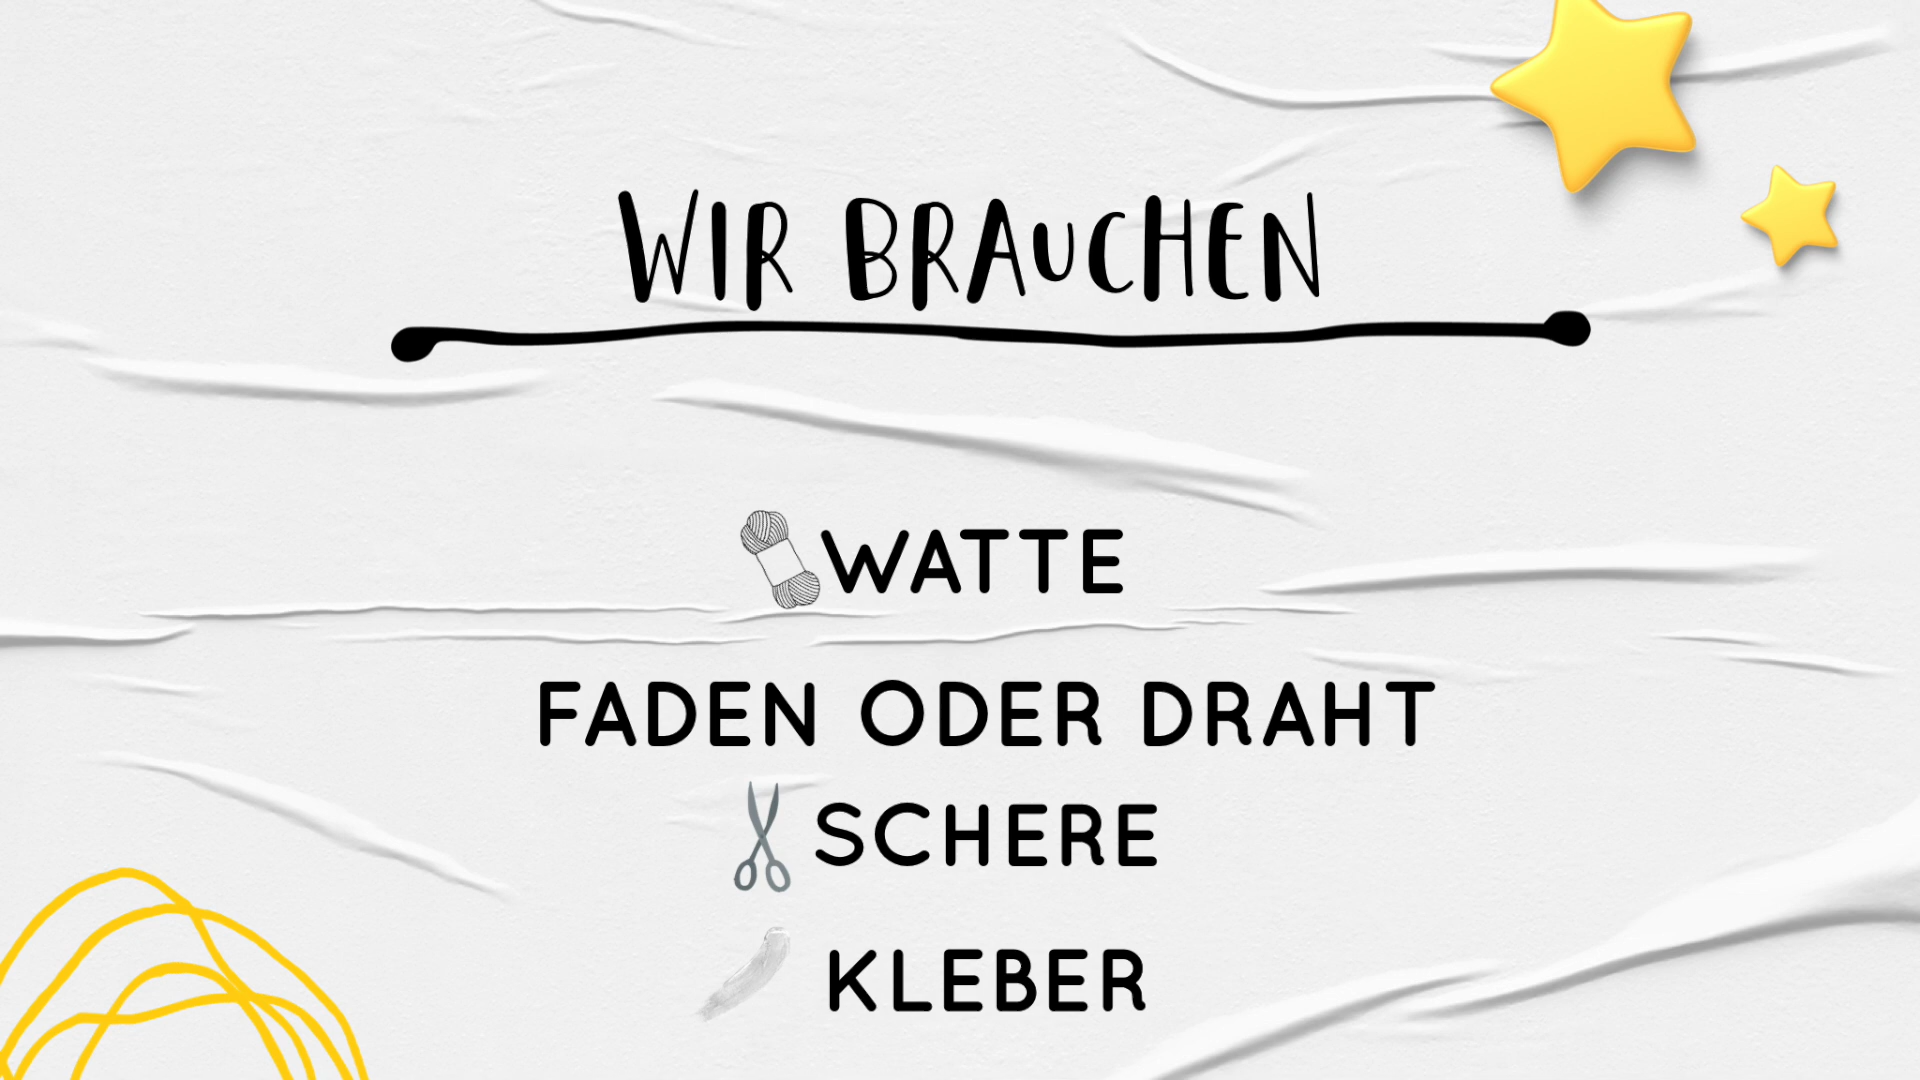 WIR BRAUCHEN
WATTE
FADEN ODER DRAHT
SCHERE
KLEBER